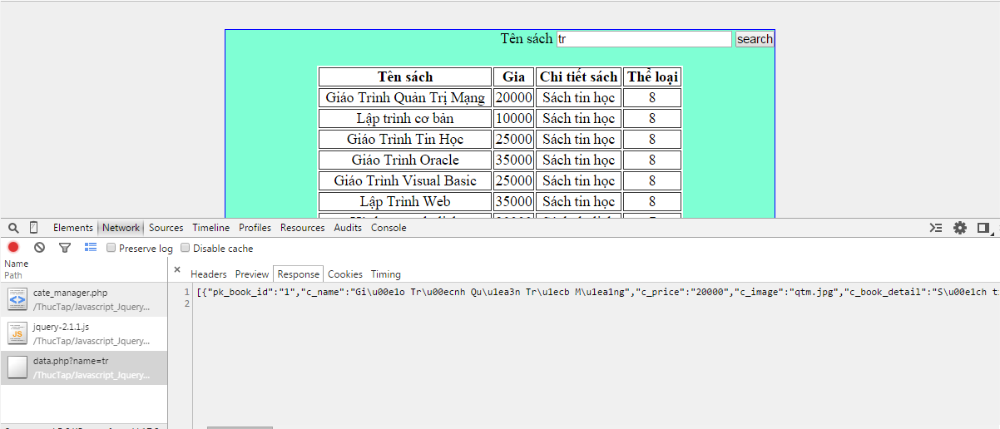 Tên sách tr search
Tên sách Gia Chi tiết sách Thể loại
Giáo Trình Quản Trị Mạng 20000 Sách tin học 8
Lập trình cơ bản 10000 Sách tin học 8
Giáo Trình Tin Học 25000 Sách tin học 8
Giáo Trình Oracle 35000 Sách tin học 8
Giáo Trình Visual Basic 25000 Sách tin học 8
Lập Trình Web 35000 Sách tin học 8
Elements Network Sources Timeline Profiles Resources Audits Console
Preserve log Disable cache
Name
Path
× Headers Preview Response Cookies Timing
cate_manager.php
/ThucTap/Javascript_Jquery...
jquery-2.1.1.js
/ThucTap/Javascript_Jquery...
data.php?name=tr
/ThucTap/Javascript_Jquery...
1 [{"pk_book_id":"1","c_name":"Gi\u00e1o Tr\u00ecnh Qu\u1ea3n Tr\u1ecb M\u1ea1ng","c_price":"20000","c_image":"qtm.jpg","c_book_detail":"S\u00e1ch t
2